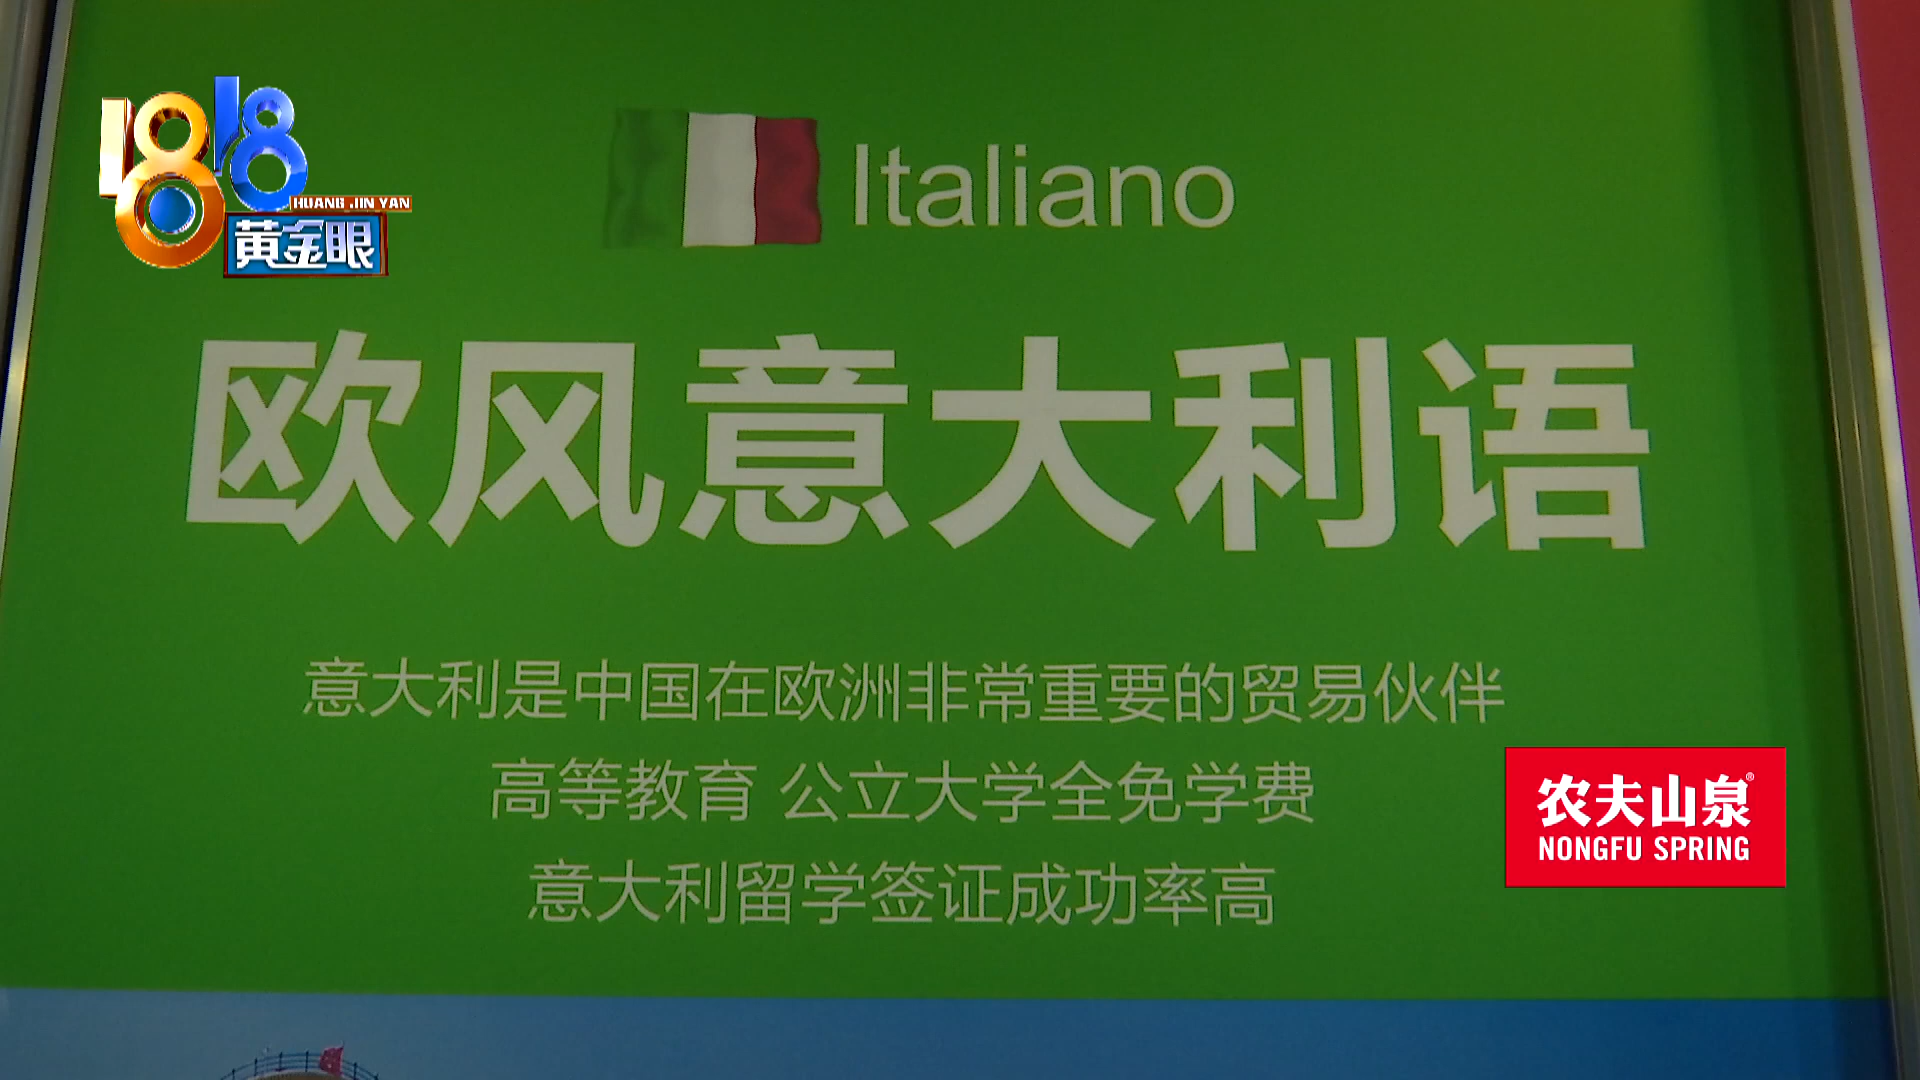 1818
HUANG JIN YAN
黄金眼
Italiano
欧风意大利语
意大利是中国在欧洲非常重要的贸易伙伴
高等教育 公立大学全免学费
意大利留学签证成功率高
农夫山泉®
NONGFU SPRING